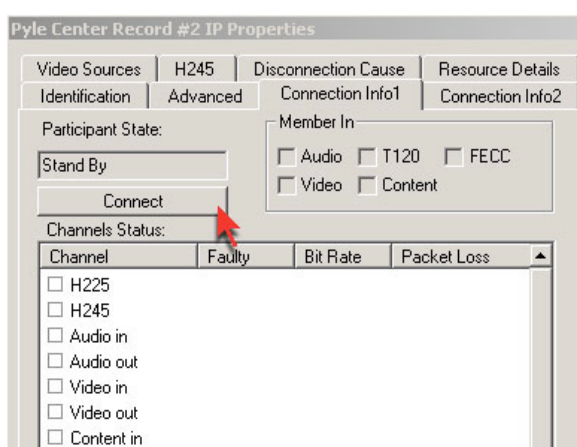 Pyle Center Record #2 IP Properties
Video Sources H245 Disconnection Cause Resource Details
Identification Advanced Connection Info1 Connection Info2
Participant State:
Stand By
Connect
Member In
Audio T120 FECC
Video Content
Channels Status:
Channel Faulty Bit Rate Packet Loss
H225
H245
Audio in
Audio out
Video in
Video out
Content in